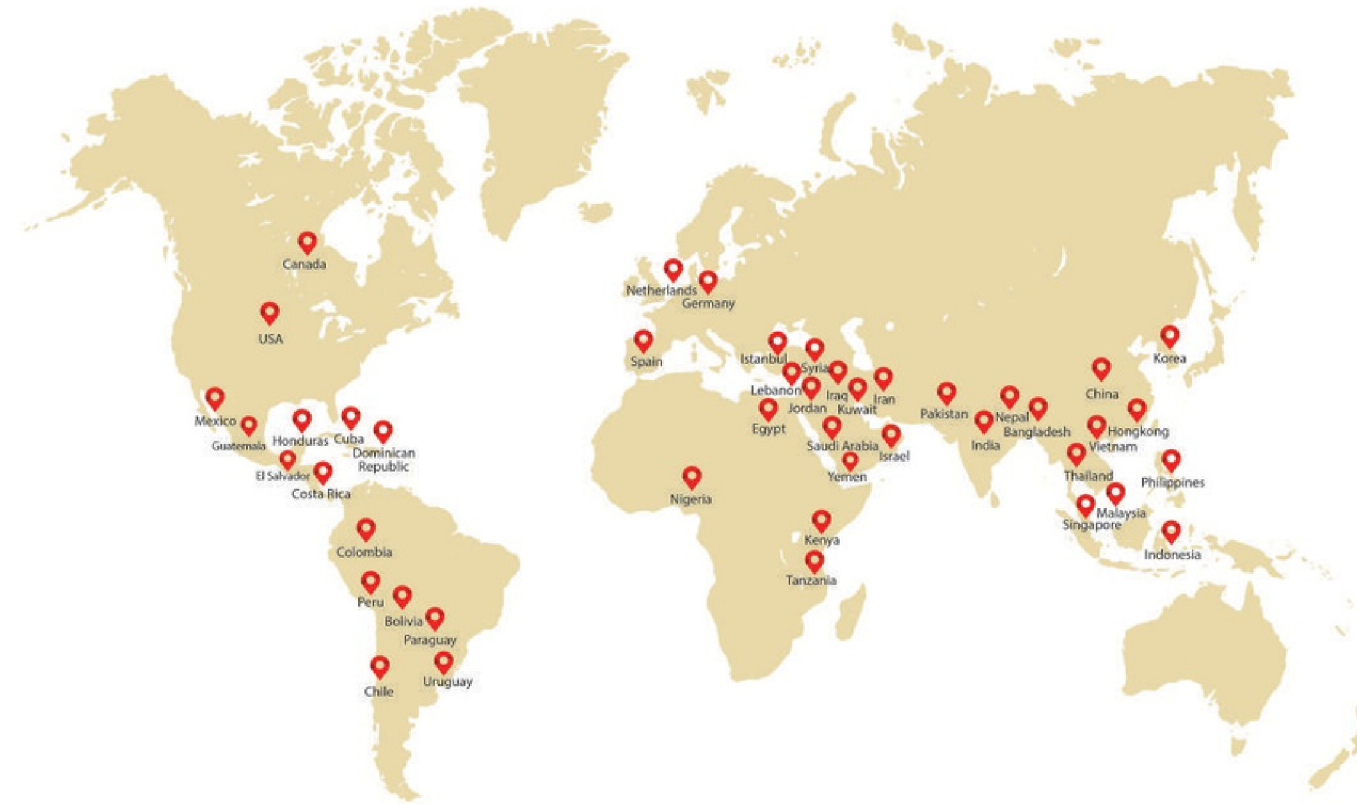 Canada
Netherlands
Germany
USA
Spain
Istanbul
Syria
Korea
Lebanon
Iraq
Iran
China
Jordan
Kuwait
Pakistan
Nepal
Mexico
Guatemala
Honduras
Cuba
Dominican
Republic
Egypt
Saudi Arabia
Israel
India
Bangladesh
Vietnam
Hongkong
El Salvador
Costa Rica
Yemen
Thailand
Philippines
Nigeria
Malaysia
Singapore
Colombia
Kenya
Indonesia
Tanzania
Peru
Bolivia
Paraguay
Chile
Uruguay